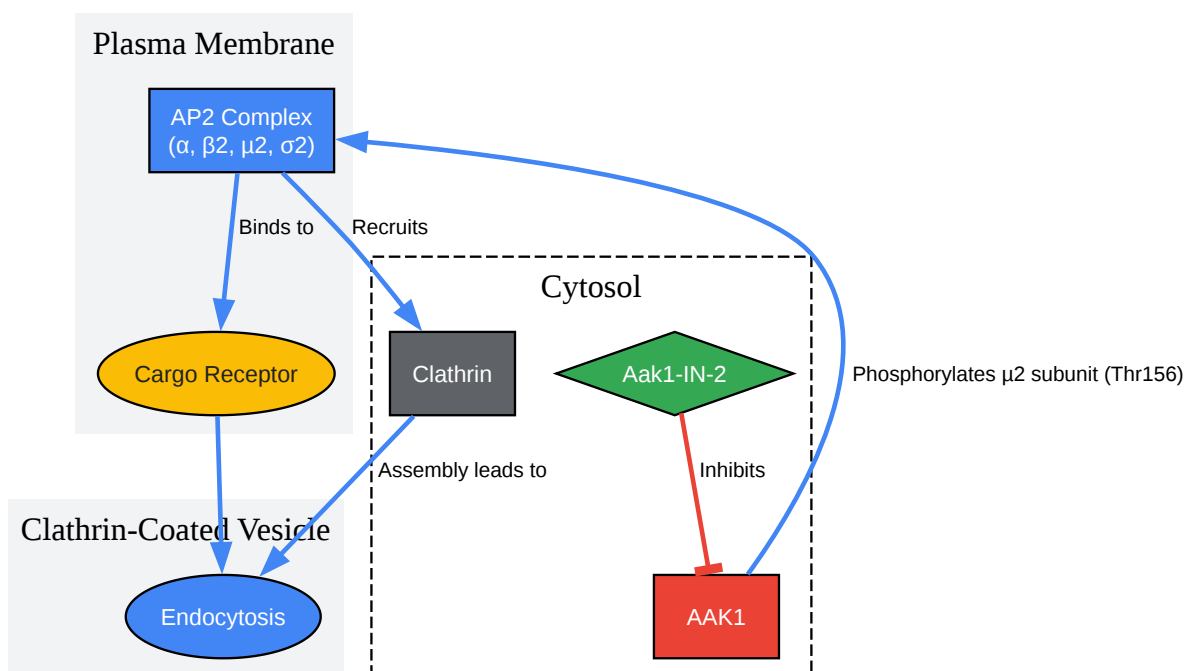 Plasma Membrane
AP2 Complex
(α, β2, µ2, σ2)
Binds to
Recruits
Cytosol
Cargo Receptor
Clathrin
Aak1-IN-2
Phosphorylates µ2 subunit (Thr156)
Assembly leads to
Inhibits
Clathrin-Coated Vesicle
Endocytosis
AAK1